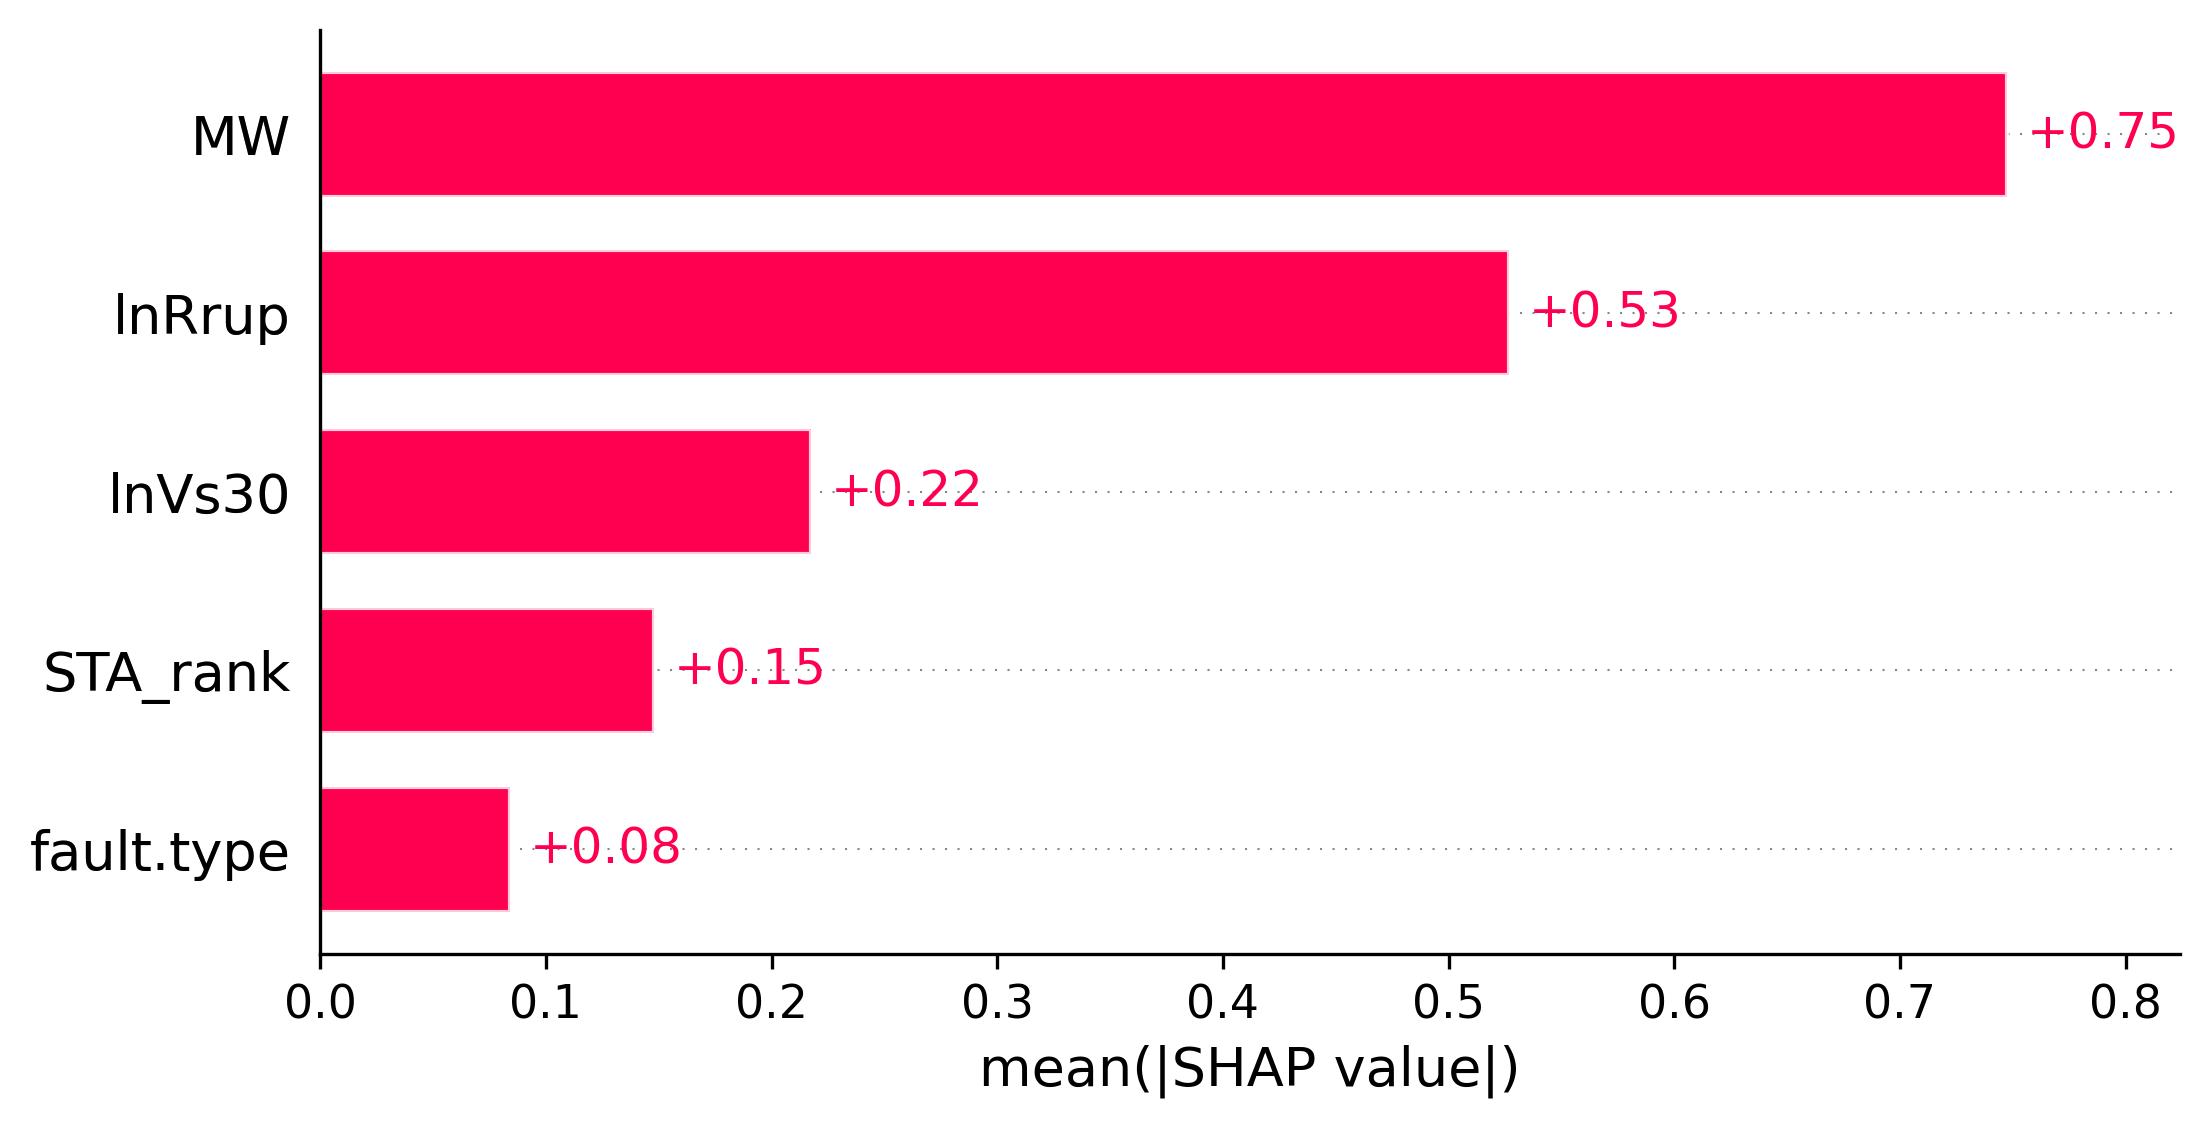 MW +0.75
lnRrup +0.53
lnVs30 +0.22
STA_rank +0.15
fault.type +0.08
0.0 0.1 0.2 0.3 0.4 0.5 0.6 0.7 0.8
mean(|SHAP value|)